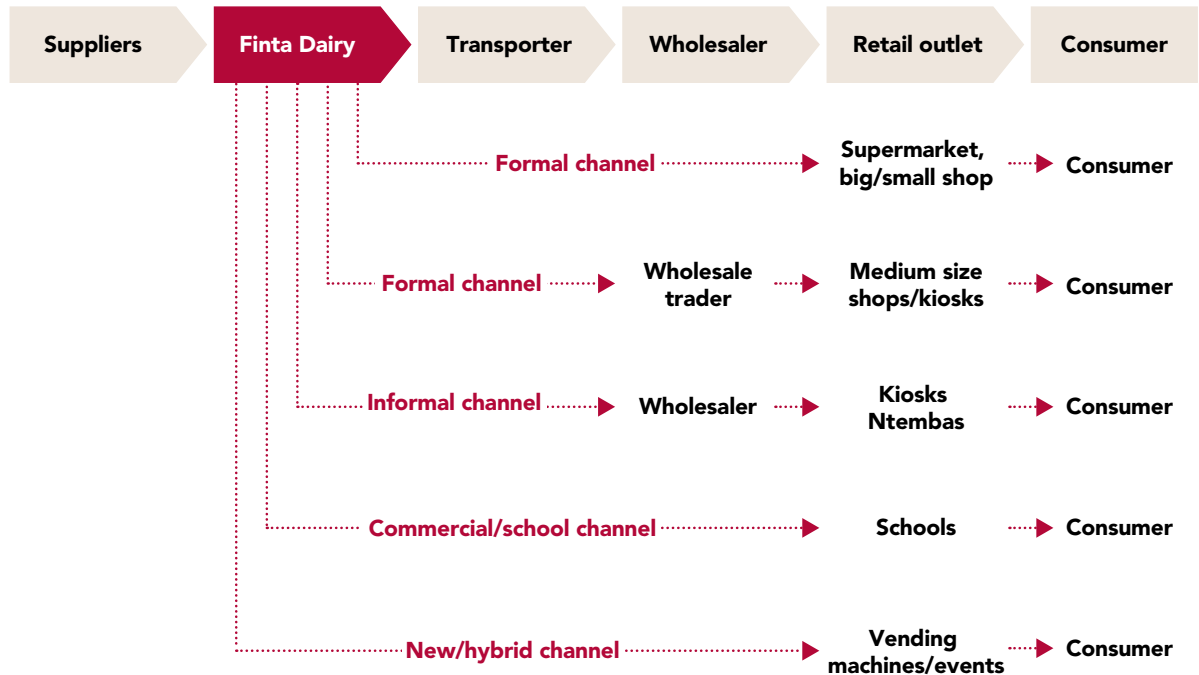 Suppliers
Finta Dairy
Transporter
Wholesaler
Retail outlet
Consumer
Formal channel
Supermarket,
big/small shop
Consumer
Formal channel
Wholesale
trader
Medium size
shops/kiosks
Consumer
Informal channel
Wholesaler
Kiosks
Ntembas
Consumer
Commercial/school channel
Schools
Consumer
New/hybrid channel
Vending
machines/events
Consumer